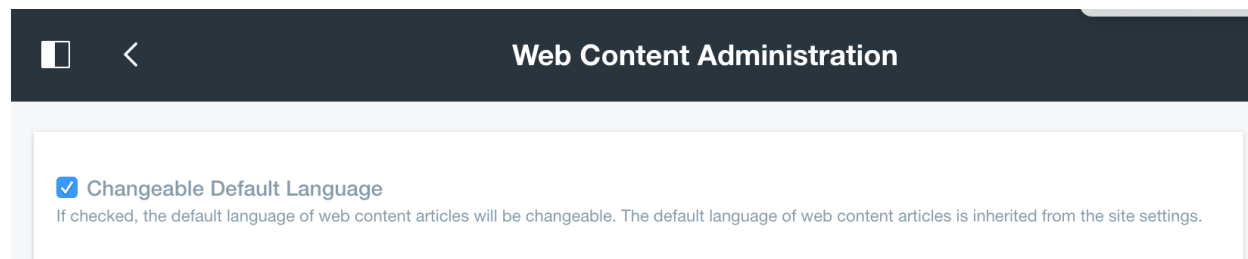 Web Content Administration
Changeable Default Language
If checked, the default language of web content articles will be changeable. The default language of web content articles is inherited from the site settings.